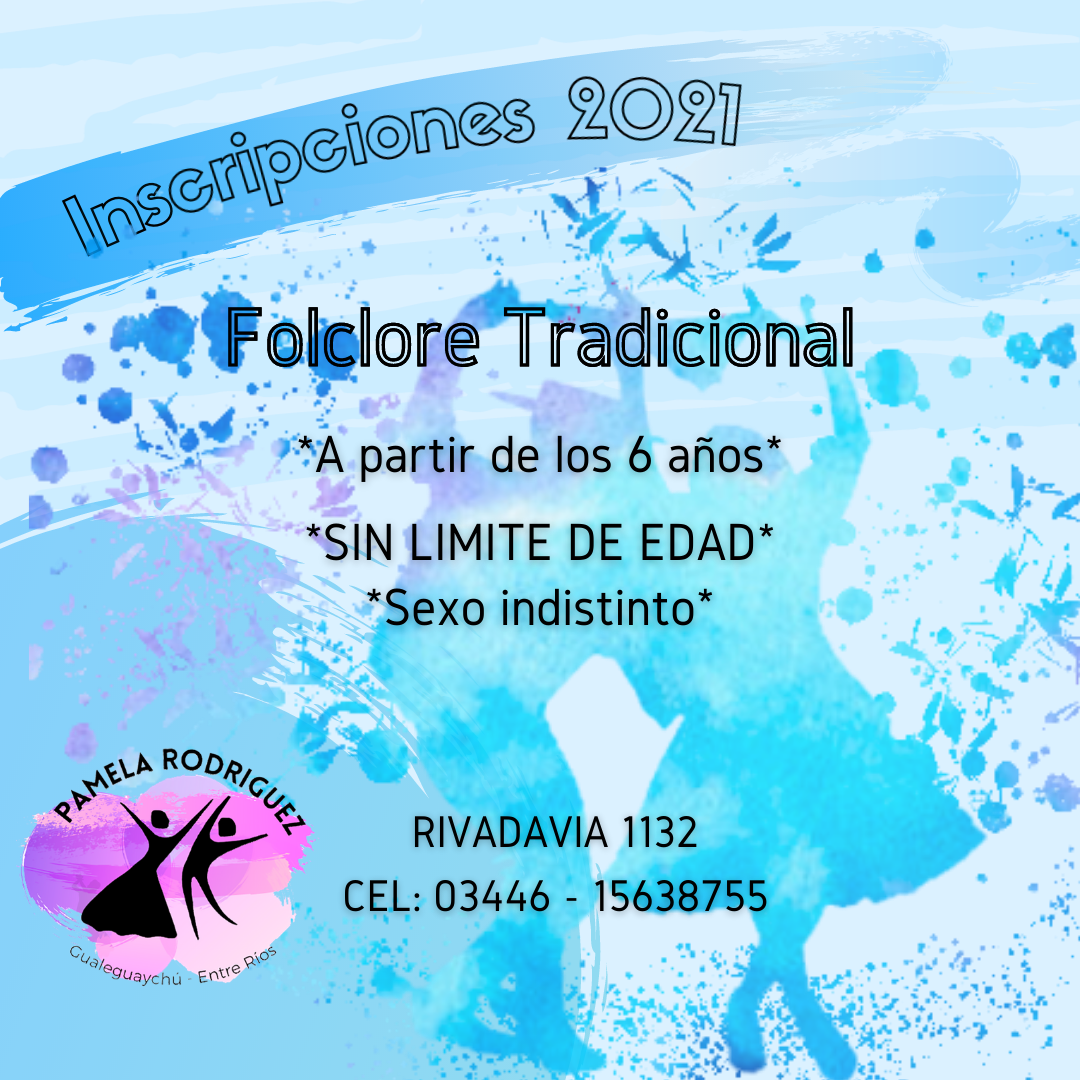 Inscripciones 2021
Folclore Tradicional
*A partir de los 6 años*
*SIN LIMITE DE EDAD*
*Sexo indistinto*
PAMELA RODRIGUEZ
Gualeguaychú - Entre Ríos
RIVADAVIA 1132
CEL: 03446 - 15638755